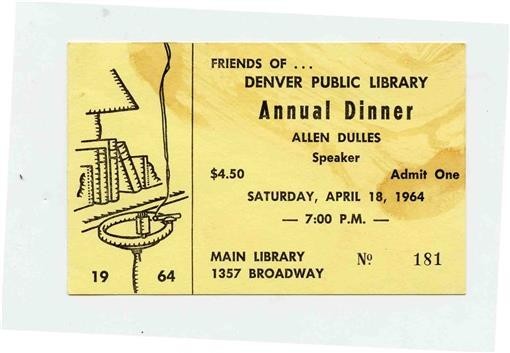 FRIENDS OF ...
DENVER PUBLIC LIBRARY
Annual Dinner
ALLEN DULLES
Speaker
$4.50 Admit One
SATURDAY, APRIL 18, 1964
— 7:00 P.M. —
MAIN LIBRARY Nº 181
1357 BROADWAY
19 64